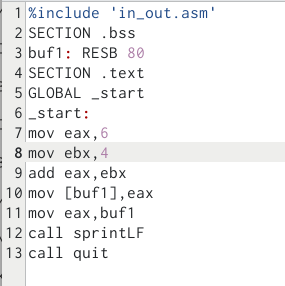 1 %include 'in_out.asm'
2 SECTION .bss
3 buf1: RESB 80
4 SECTION .text
5 GLOBAL _start
6 _start:
7 mov eax,6
8 mov ebx,4
9 add eax,ebx
10 mov [buf1],eax
11 mov eax,buf1
12 call sprintLF
13 call quit